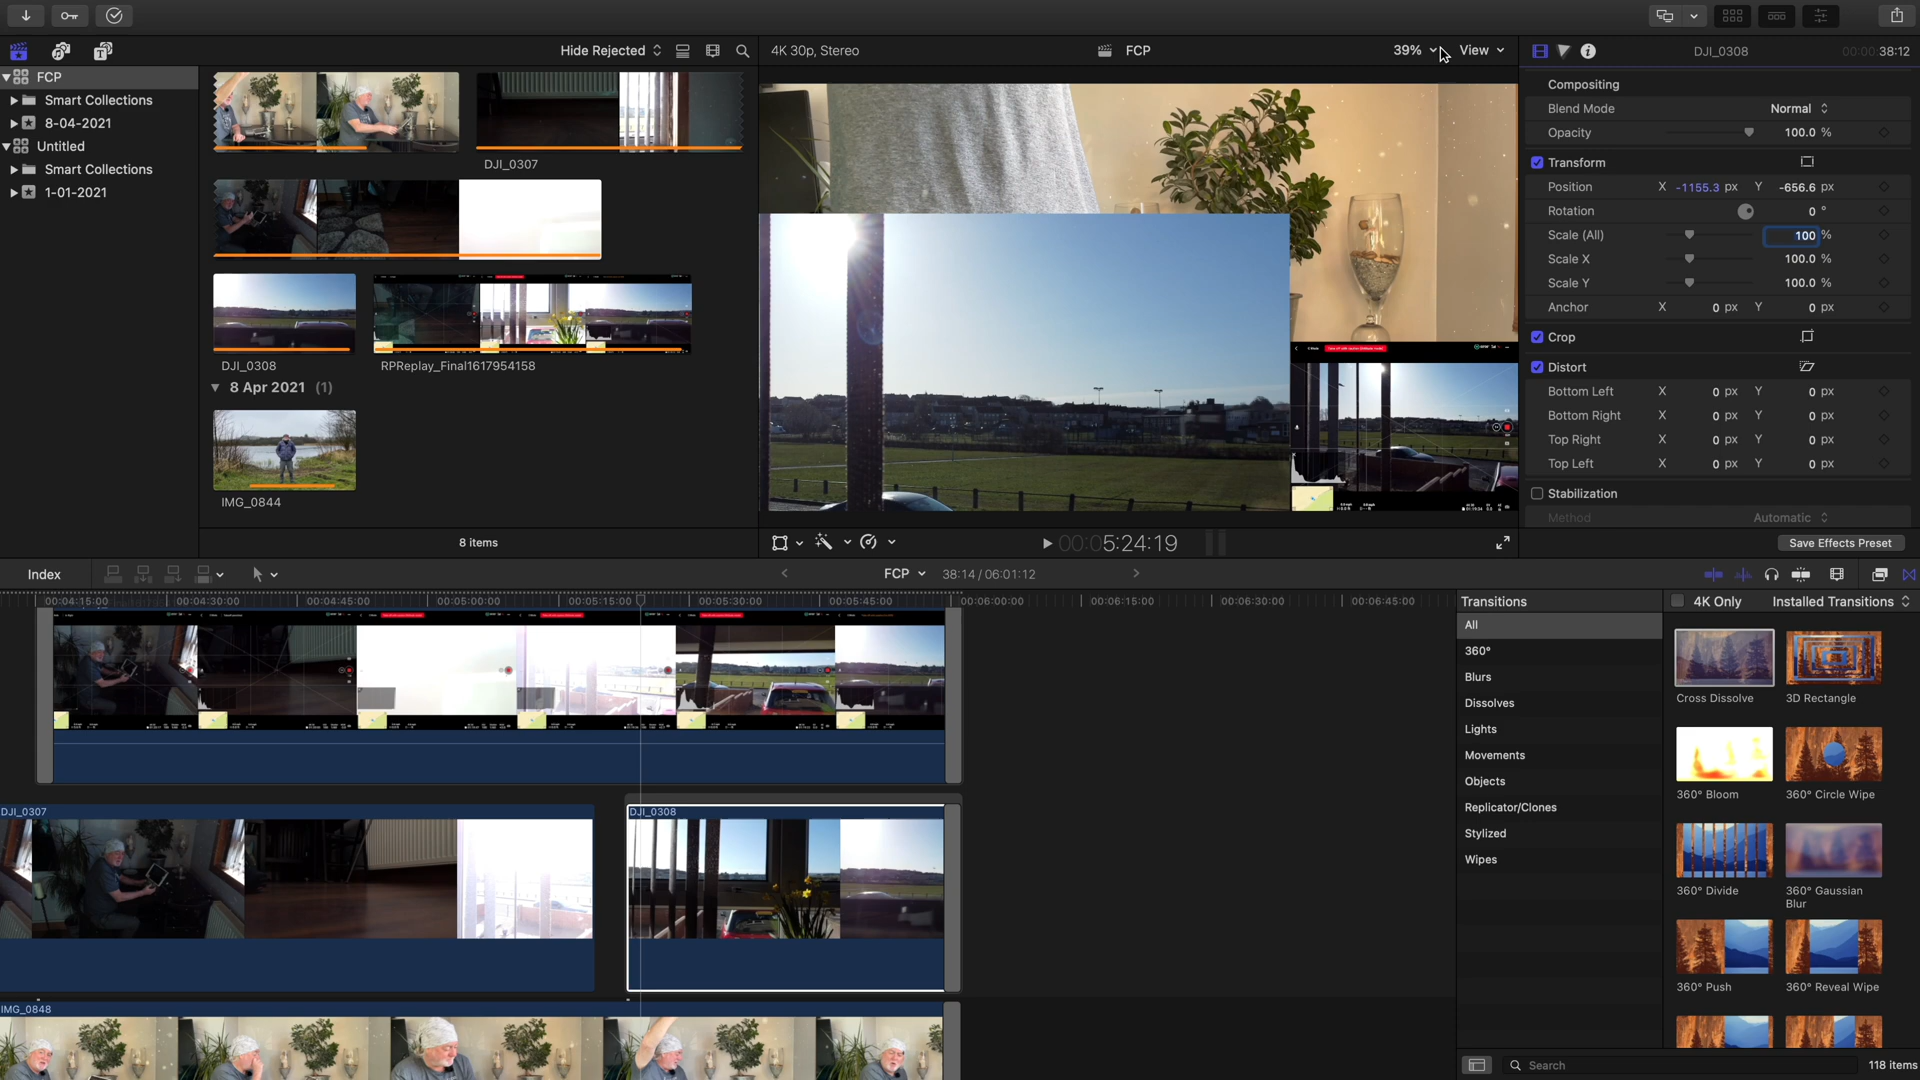 Hide Rejected
4K 30p, Stereo
FCP
39%
View
DJI_0308
00:00:38:12
FCP
Smart Collections
8-04-2021
Untitled
Smart Collections
1-01-2021
DJI_0307
DJI_0308
RPReplay_Final1617954158
8 Apr 2021 (1)
IMG_0844
8 items
00:05:24:19
Compositing
Blend Mode Normal
Opacity 100.0 %
Transform
Position X -1155.3 px Y -656.6 px
Rotation 0 °
Scale (All) 100 %
Scale X 100.0 %
Scale Y 100.0 %
Anchor X 0 px Y 0 px
Crop
Distort
Bottom Left X 0 px Y 0 px
Bottom Right X 0 px Y 0 px
Top Right X 0 px Y 0 px
Top Left X 0 px Y 0 px
Stabilization
Method Automatic
Save Effects Preset
Index
FCP
38:14 / 06:01:12
00:04:15:00 00:04:30:00 00:04:45:00 00:05:00:00 00:05:15:00 00:05:30:00 00:05:45:00 00:06:00:00 00:06:15:00 00:06:30:00 00:06:45:00
DJI_0307
DJI_0308
IMG_0848
Transitions
4K Only
Installed Transitions
All
360°
Blurs
Dissolves
Lights
Movements
Objects
Replicator/Clones
Stylized
Wipes
Cross Dissolve
3D Rectangle
360° Bloom
360° Circle Wipe
360° Divide
360° Gaussian
Blur
360° Push
360° Reveal Wipe
Search
118 items